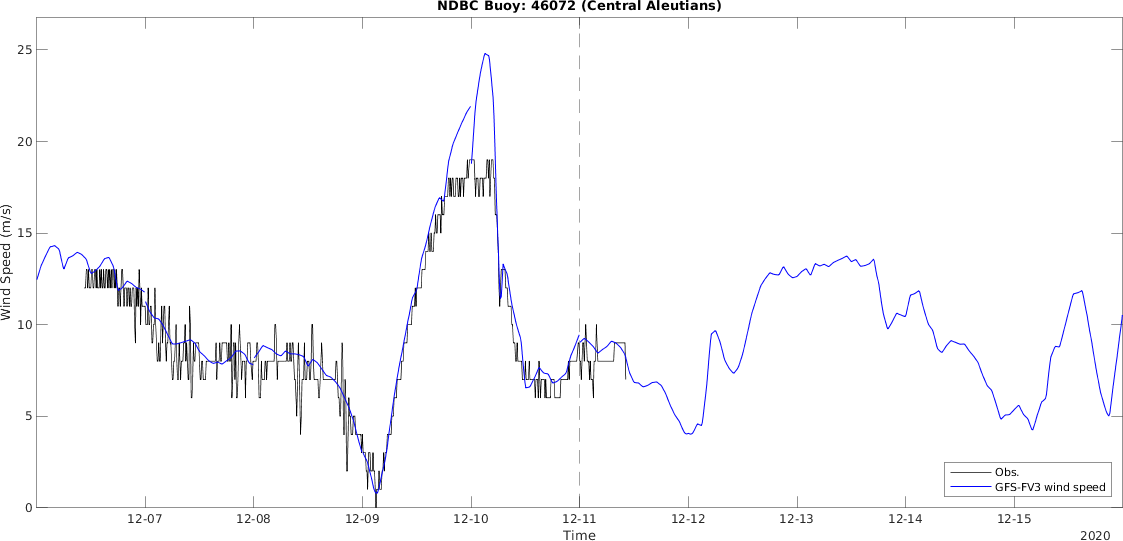 NDBC Buoy: 46072 (Central Aleutians)
25
20
15
10
5
0
Wind Speed (m/s)
Obs.
GFS-FV3 wind speed
12-07 12-08 12-09 12-10 12-11 12-12 12-13 12-14 12-15
Time
2020